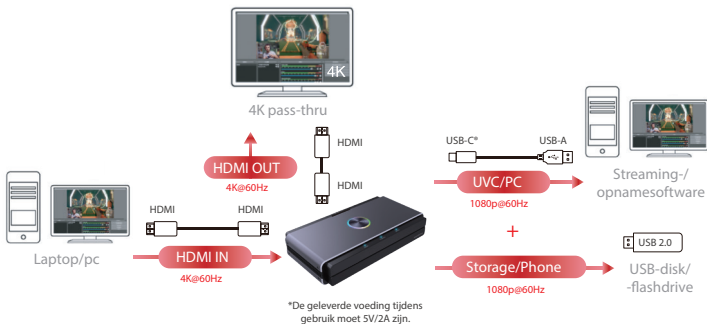 4K
4K pass-thru
HDMI
HDMI
HDMI OUT
4K@60Hz
USB-C*
USB-A
UVC/PC
1080p@60Hz
Streaming-/
opnamesoftware
HDMI
HDMI
Laptop/pc
HDMI IN
4K@60Hz
+
Storage/Phone
1080p@60Hz
USB 2.0
USB-disk/
-flashdrive
*De geleverde voeding tijdens
gebruik moet 5V/2A zijn.